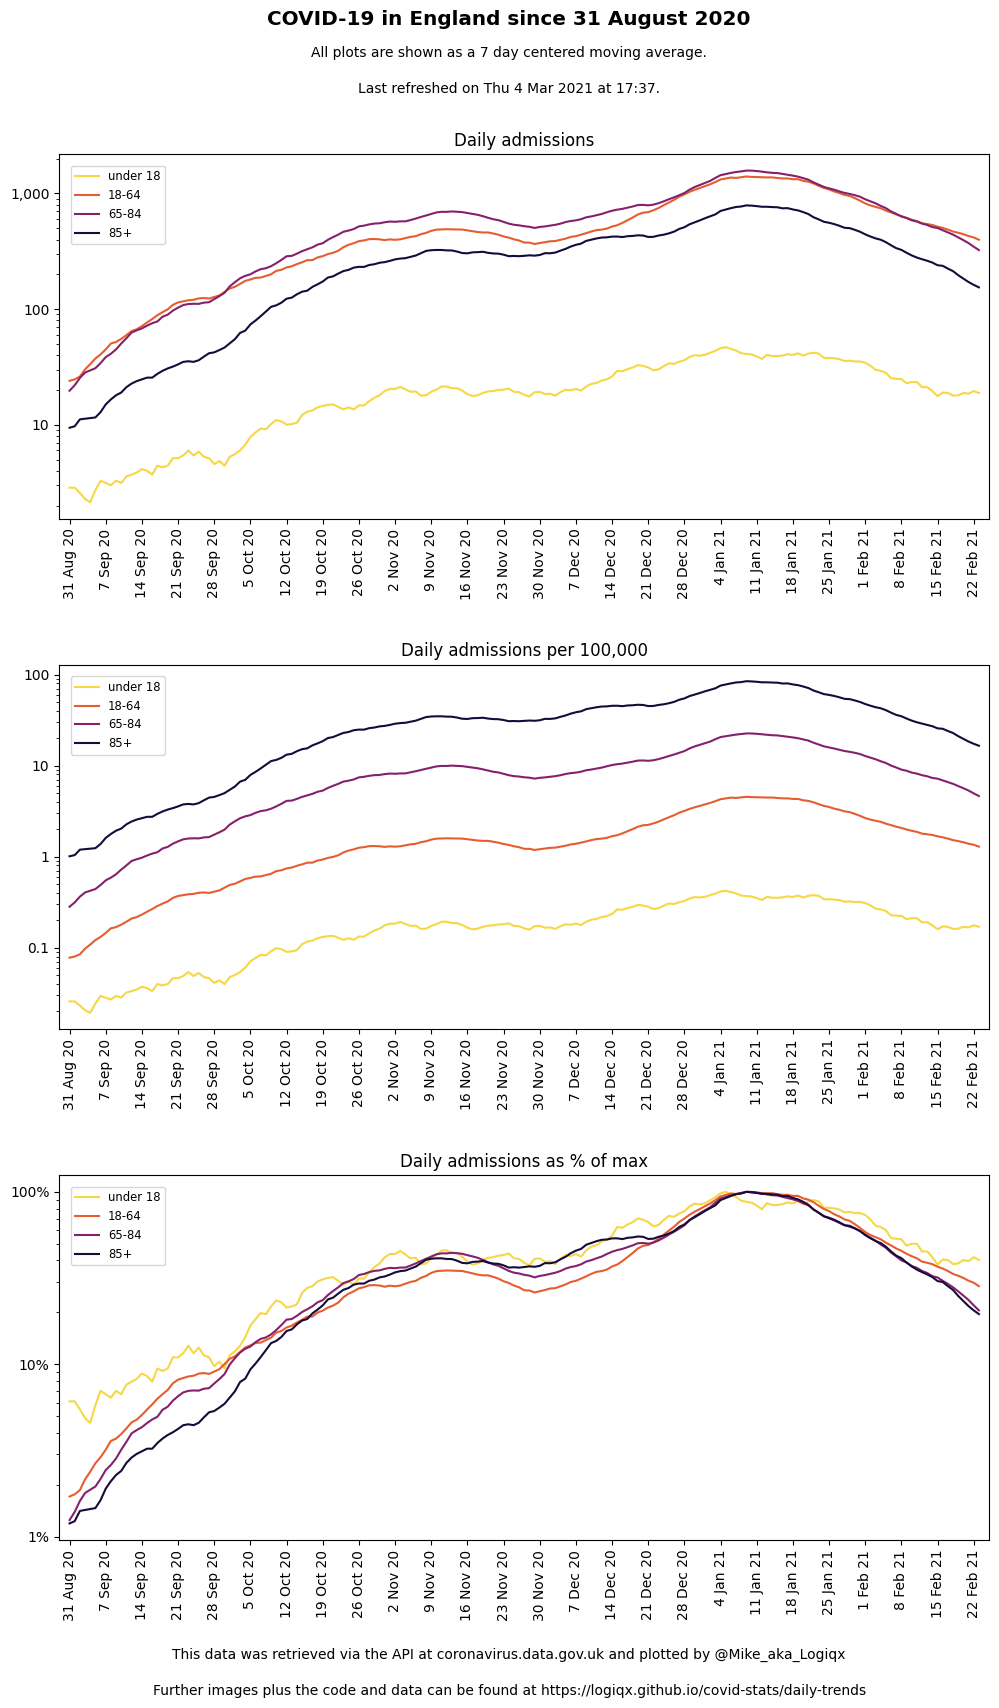 COVID-19 in England since 31 August 2020
All plots are shown as a 7 day centered moving average.
Last refreshed on Thu 4 Mar 2021 at 17:37.
Daily admissions
under 18
18-64
65-84
85+
1,000
100
10
31 Aug 20
7 Sep 20
14 Sep 20
21 Sep 20
28 Sep 20
5 Oct 20
12 Oct 20
19 Oct 20
26 Oct 20
2 Nov 20
9 Nov 20
16 Nov 20
23 Nov 20
30 Nov 20
7 Dec 20
14 Dec 20
21 Dec 20
28 Dec 20
4 Jan 21
11 Jan 21
18 Jan 21
25 Jan 21
1 Feb 21
8 Feb 21
15 Feb 21
22 Feb 21
Daily admissions per 100,000
under 18
18-64
65-84
85+
100
10
1
0.1
31 Aug 20
7 Sep 20
14 Sep 20
21 Sep 20
28 Sep 20
5 Oct 20
12 Oct 20
19 Oct 20
26 Oct 20
2 Nov 20
9 Nov 20
16 Nov 20
23 Nov 20
30 Nov 20
7 Dec 20
14 Dec 20
21 Dec 20
28 Dec 20
4 Jan 21
11 Jan 21
18 Jan 21
25 Jan 21
1 Feb 21
8 Feb 21
15 Feb 21
22 Feb 21
Daily admissions as % of max
under 18
18-64
65-84
85+
100%
10%
1%
31 Aug 20
7 Sep 20
14 Sep 20
21 Sep 20
28 Sep 20
5 Oct 20
12 Oct 20
19 Oct 20
26 Oct 20
2 Nov 20
9 Nov 20
16 Nov 20
23 Nov 20
30 Nov 20
7 Dec 20
14 Dec 20
21 Dec 20
28 Dec 20
4 Jan 21
11 Jan 21
18 Jan 21
25 Jan 21
1 Feb 21
8 Feb 21
15 Feb 21
22 Feb 21
This data was retrieved via the API at coronavirus.data.gov.uk and plotted by @Mike_aka_Logiqx
Further images plus the code and data can be found at https://logiqx.github.io/covid-stats/daily-trends